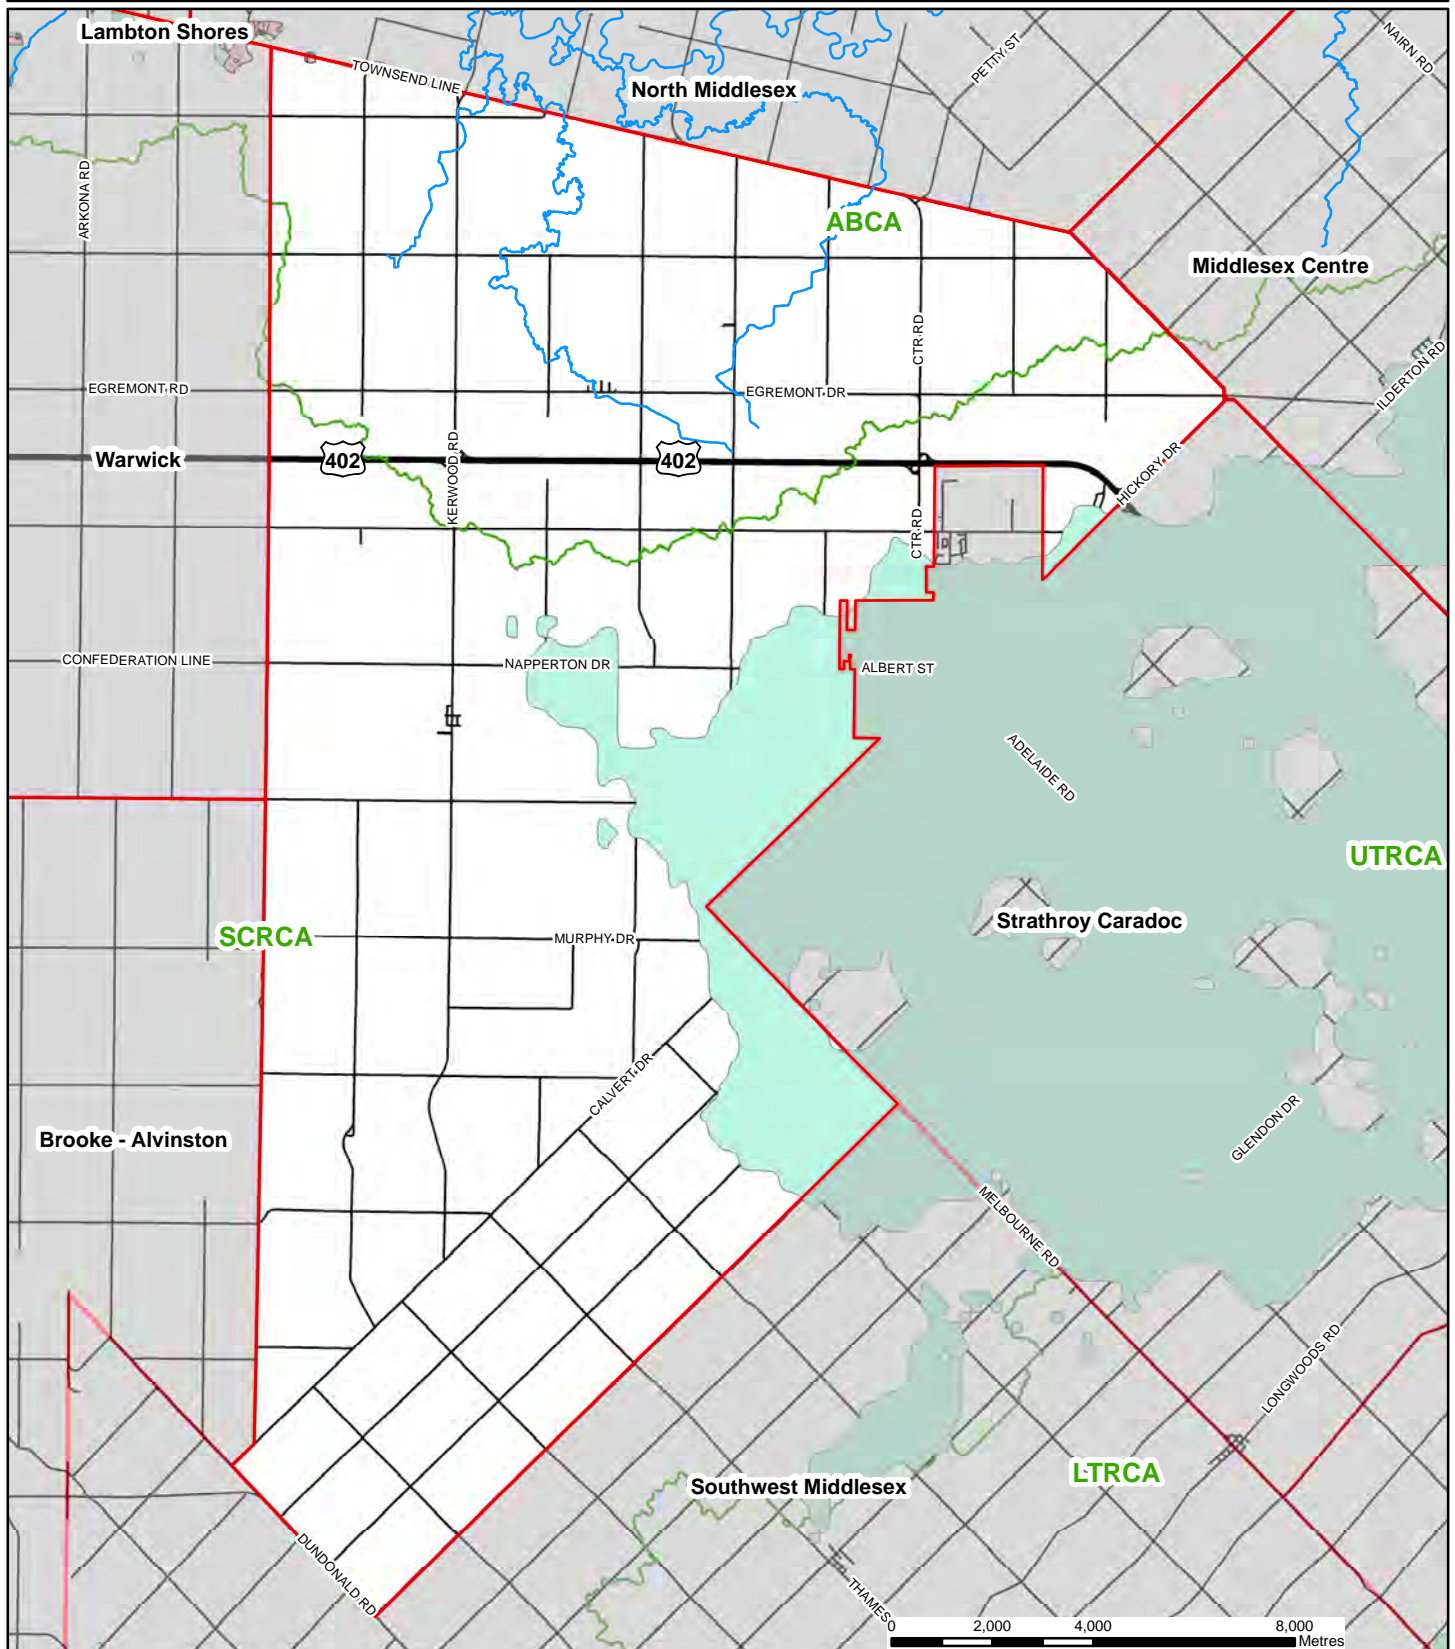 Lambton Shores
TOWNSEND LINE
North Middlesex
PETTY ST
NAIRN RD
ARKONA RD
ABCA
Middlesex Centre
CTR RD
ILDERTON RD
EGREMONT RD
EGREMONT DR
Warwick
402
KERWOOD RD
402
HICKORY DR
CTR RD
CONFEDERATION LINE
NAPPERTON DR
ALBERT ST
ADELAIDE RD
UTRCA
SCRCA
MURPHY DR
Strathroy Caradoc
CALVERT DR
Brooke - Alvinston
GLENDON DR
MELBOURNE RD
LONGWOODS RD
Southwest Middlesex
LTRCA
DUNDONALD RD
THAMES
0 2,000 4,000 8,000
Metres